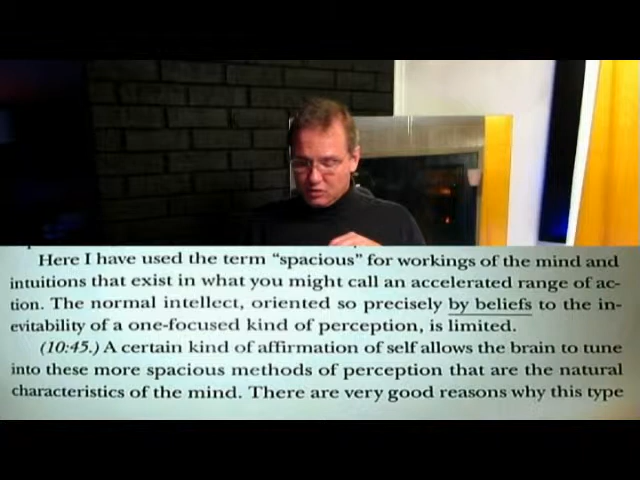 Here I have used the term “spacious” for workings of the mind and
intuitions that exist in what you might call an accelerated range of ac-
tion. The normal intellect, oriented so precisely by beliefs to the in-
evitability of a one-focused kind of perception, is limited.
(10:45.) A certain kind of affirmation of self allows the brain to tune
into these more spacious methods of perception that are the natural
characteristics of the mind. There are very good reasons why this type